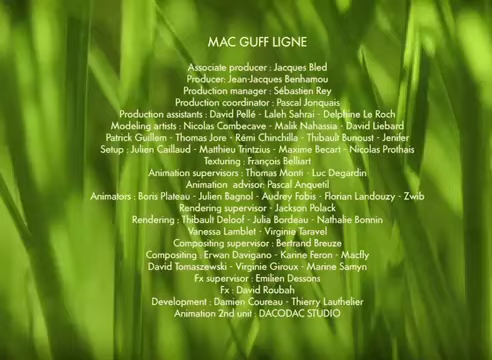 MAC GUFF LIGNE
Associate producer : Jacques Bled
Producer: Jean-Jacques Benhamou
Production manager : Sébastien Rey
Production coordinator : Pascal Jonquais
Production assistants : David Pellé - Laleh Sahrai - Delphine Le Roch
Modeling artists : Nicolas Combecave - Malik Nahassia - David Liebard
Patrick Guillem - Thomas Jore - Rémi Chinchilla - Thibault Bunoust - Jenifer
Setup : Julien Caillaud - Matthieu Trintzius - Maxime Becart - Nicolas Prothais
Texturing : François Belliart
Animation supervisors : Thomas Monti - Luc Degardin
Animation advisor: Pascal Anquetil
Animators : Boris Plateau - Julien Bagnol - Audrey Fobis - Florian Landouzy - Zwib
Rendering supervisor - Jackson Polack
Rendering : Thibault Deloof - Julia Bordeau - Nathalie Bonnin
Vanessa Lamblet - Virginie Taravel
Compositing supervisor : Bertrand Breuze
Compositing : Erwan Davigano - Karine Feron - Macfly
David Tomaszewski - Virginie Giroux - Marine Samyn
Fx supervisor : Emilien Dessons
Fx : David Roubah
Development : Damien Coureau - Thierry Lauthelier
Animation 2nd unit : DACODAC STUDIO